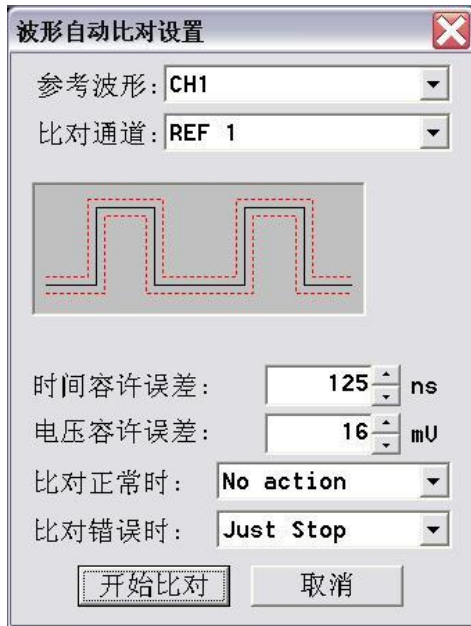 波形自动比对设置
参考波形: CH1
比对通道: REF 1
时间容许误差: 125 ns
电压容许误差: 16 mV
比对正常时: No action
比对错误时: Just Stop
开始比对 取消